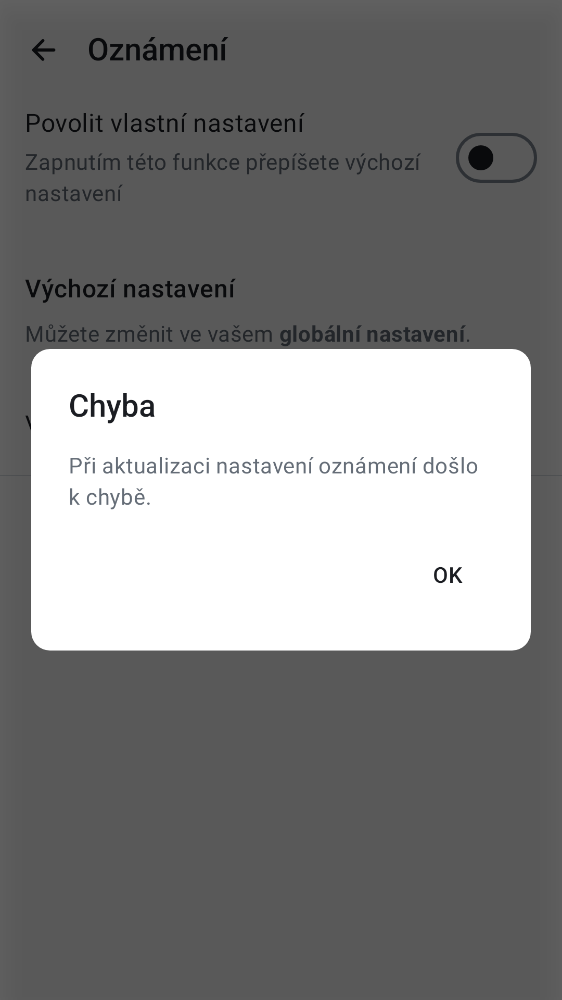 Oznámení
Povolit vlastní nastavení
Zapnutím této funkce přepíšete výchozí
nastavení
Výchozí nastavení
Můžete změnit ve vašem globální nastavení.
Chyba
Při aktualizaci nastavení oznámení došlo
k chybě.
OK